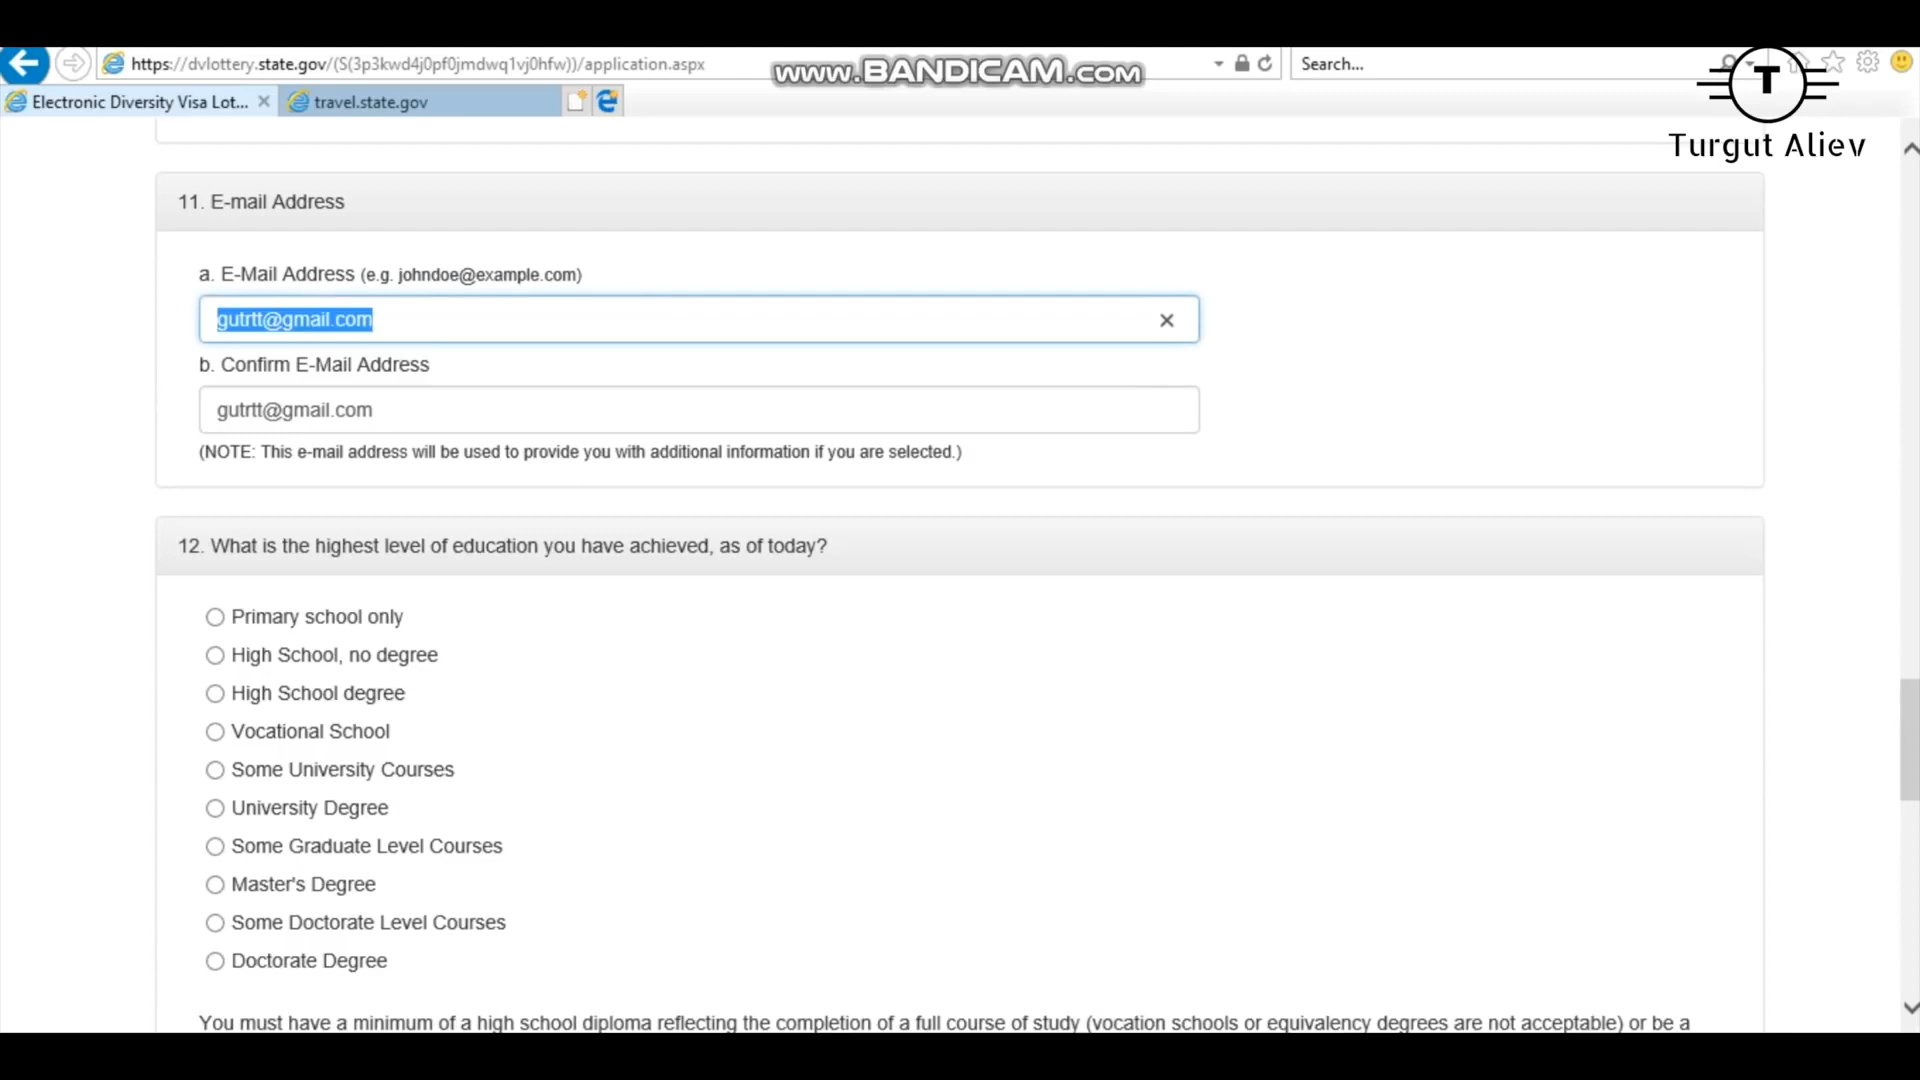 https://dvlottery.state.gov/(S(3p3kwd4j0pf0jmdwq1vj0hfw))/application.aspx
www.BANDICAM.com
Search...
Electronic Diversity Visa Lot...
travel.state.gov
T
Turgut Aliev
11. E-mail Address
a. E-Mail Address (e.g. johndoe@example.com)
gutrtt@gmail.com
b. Confirm E-Mail Address
gutrtt@gmail.com
(NOTE: This e-mail address will be used to provide you with additional information if you are selected.)
12. What is the highest level of education you have achieved, as of today?
Primary school only
High School, no degree
High School degree
Vocational School
Some University Courses
University Degree
Some Graduate Level Courses
Master's Degree
Some Doctorate Level Courses
Doctorate Degree
You must have a minimum of a high school diploma reflecting the completion of a full course of study (vocation schools or equivalency degrees are not acceptable) or be a